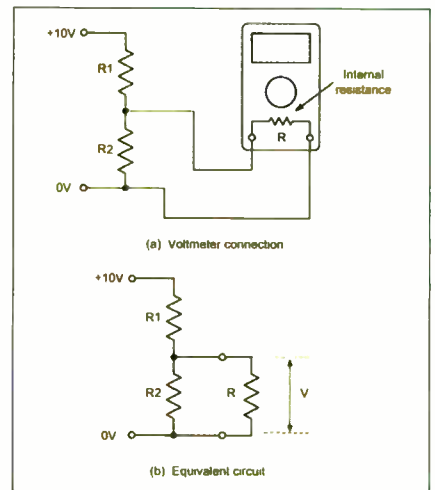 +10V
R1
Internal
resistance
R
R2
0V
(a) Voltmeter connection
+10V
R1
R2
R
V
0V
(b) Equivalent circuit